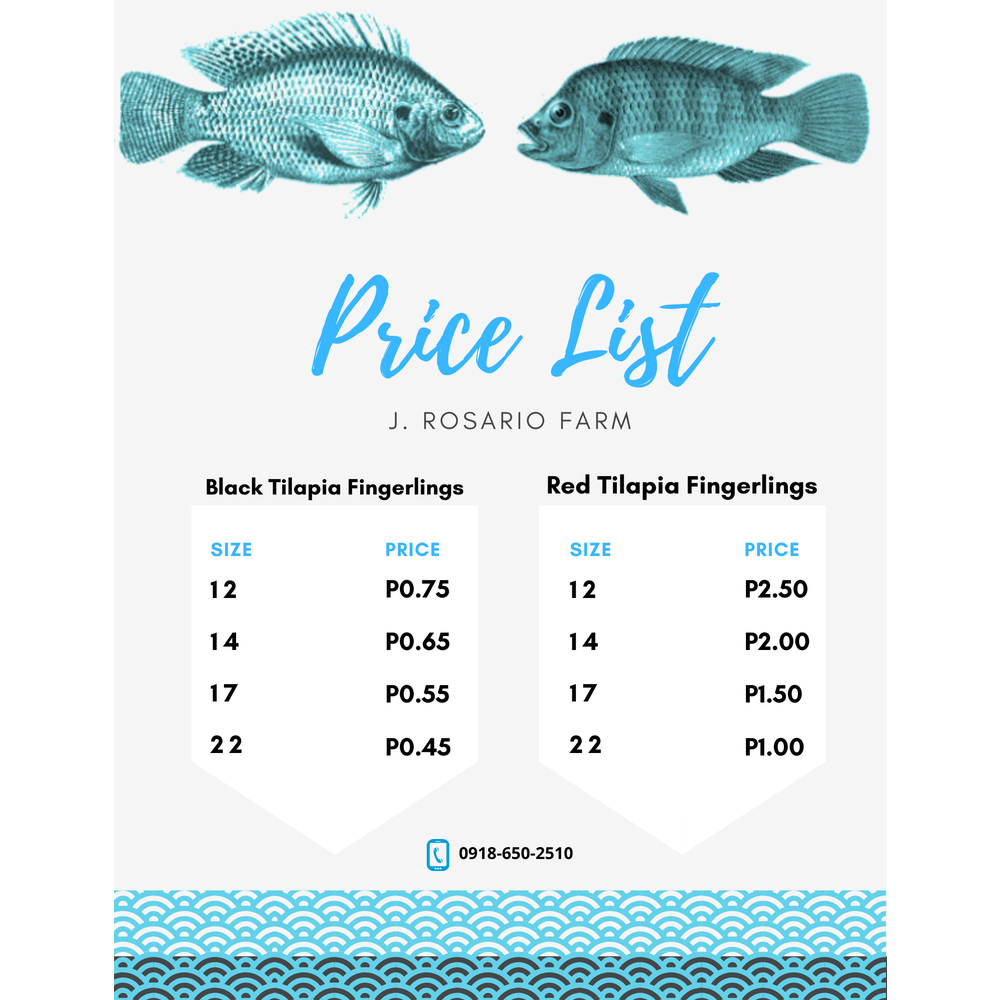 Price List
J. ROSARIO FARM
Black Tilapia Fingerlings
SIZE PRICE
12 P0.75
14 P0.65
17 P0.55
22 P0.45
Red Tilapia Fingerlings
SIZE PRICE
12 P2.50
14 P2.00
17 P1.50
22 P1.00
0918-650-2510